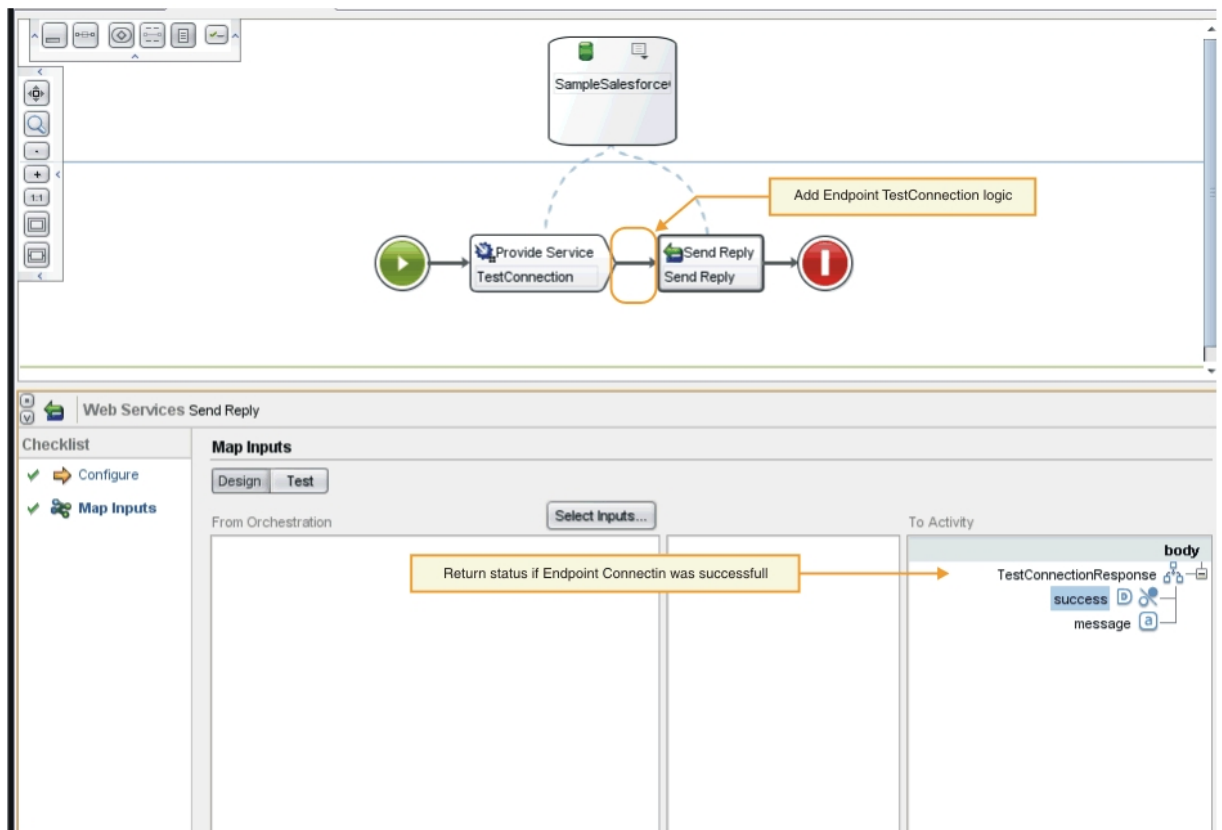 SampleSalesforce
Add Endpoint TestConnection logic
Provide Service
TestConnection
Send Reply
Send Reply
1:1
Web Services Send Reply
Checklist
Configure
Map Inputs
Map Inputs
Design Test
From Orchestration
Select Inputs...
To Activity
body
Return status if Endpoint Connectin was successfull
TestConnectionResponse
success D
message a